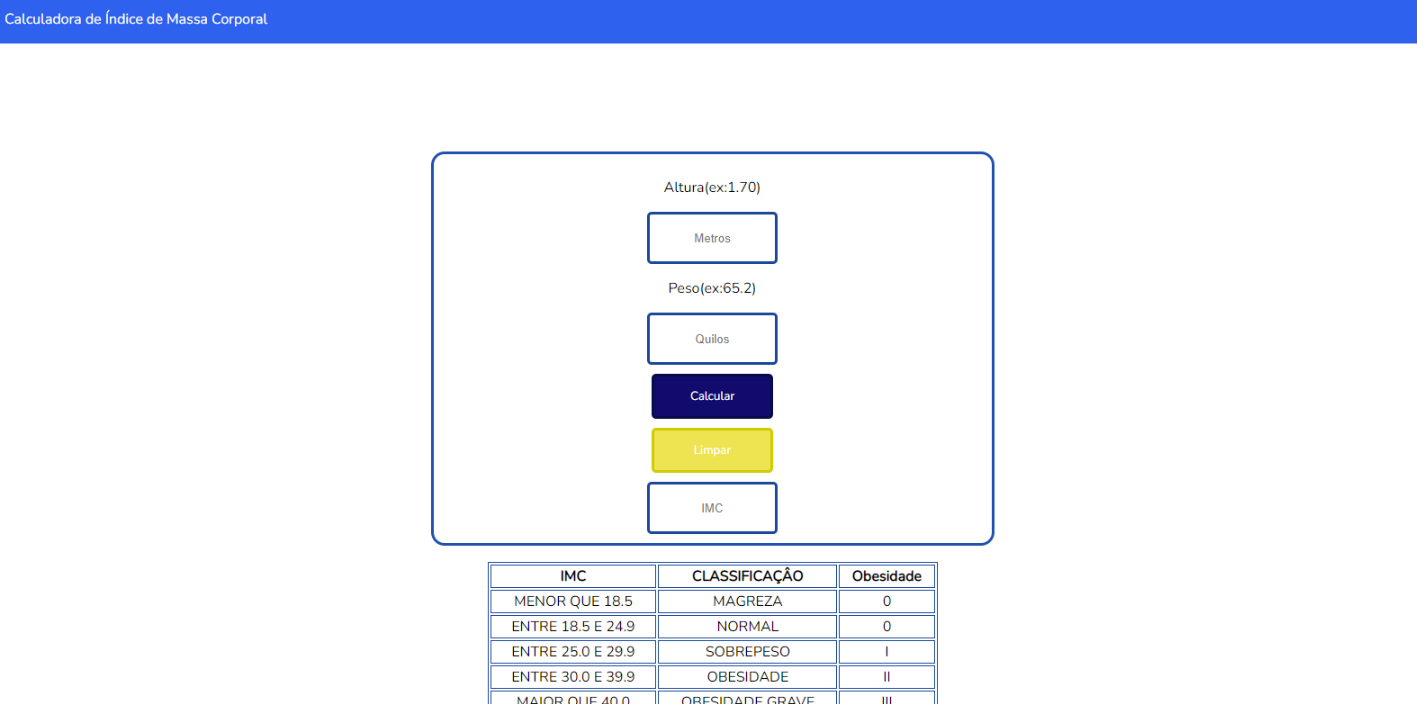 Calculadora de Índice de Massa Corporal
Altura(ex:1.70)
Metros
Peso(ex:65.2)
Quilos
Calcular
Limpar
IMC
IMC CLASSIFICAÇÂO Obesidade
MENOR QUE 18.5 MAGREZA 0
ENTRE 18.5 E 24.9 NORMAL 0
ENTRE 25.0 E 29.9 SOBREPESO I
ENTRE 30.0 E 39.9 OBESIDADE II
MAIOR QUE 40.0 OBESIDADE GRAVE III